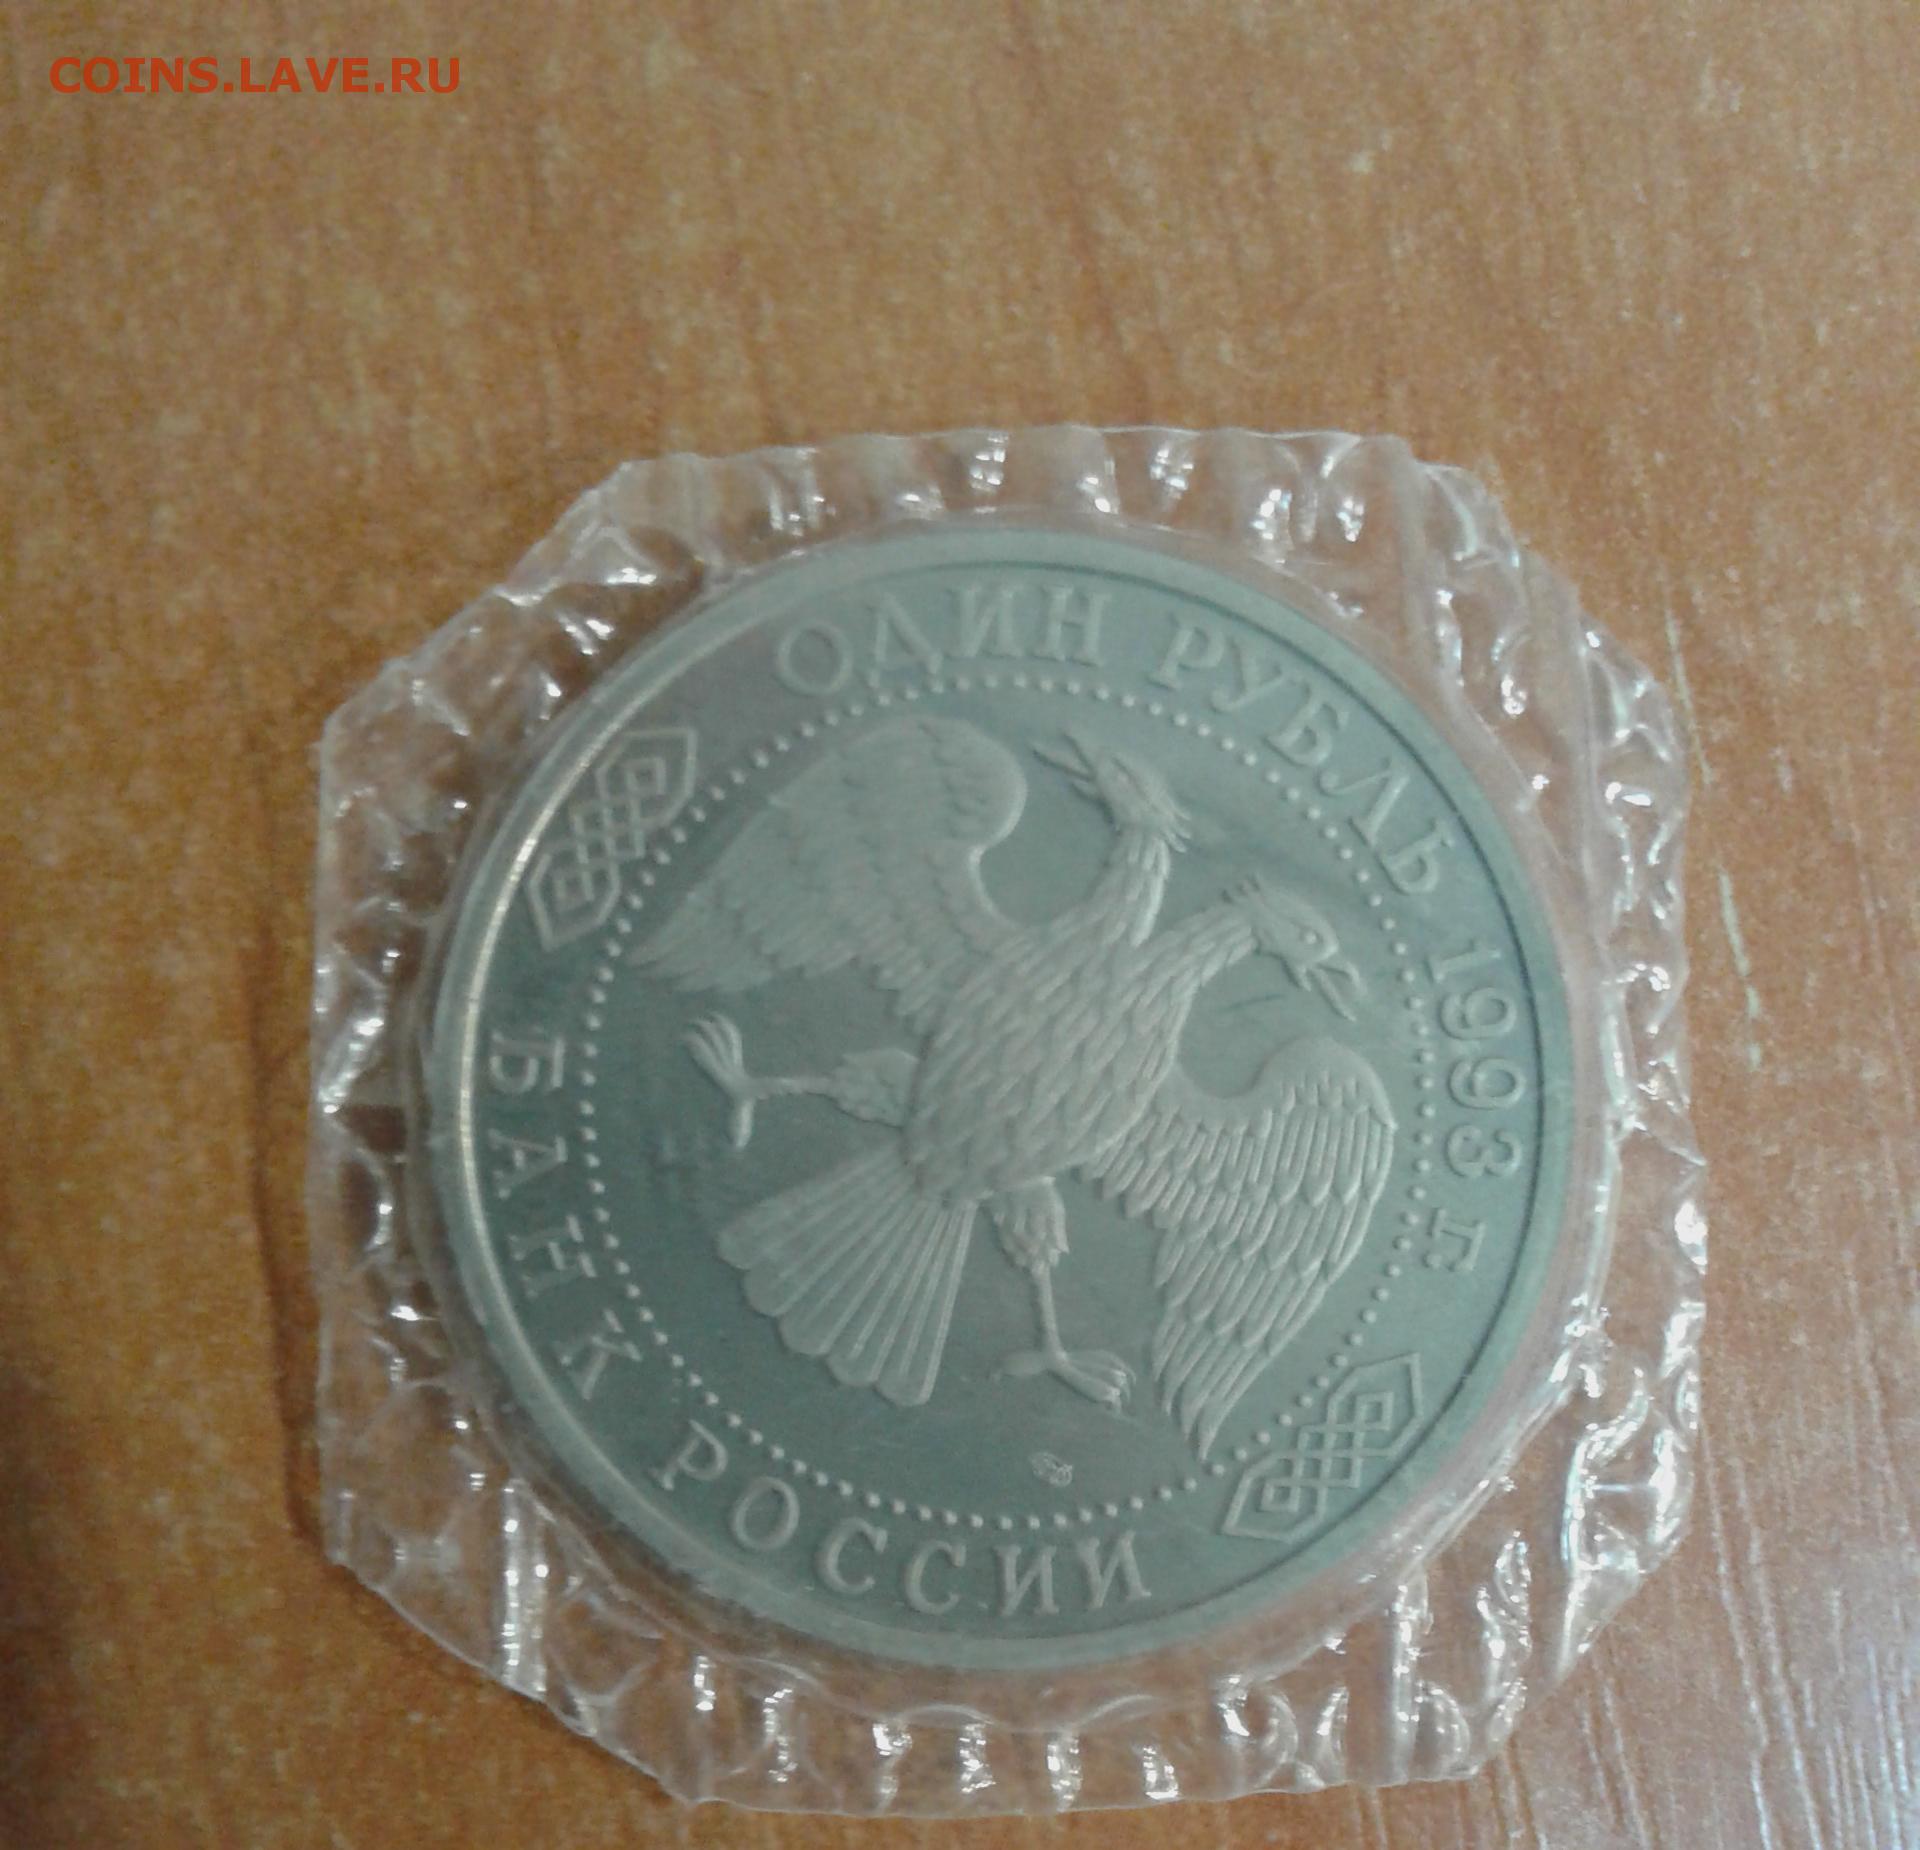 COINS.LAVE.RU
ОДИН РУБЛЬ 1993 г.
БАНК РОССИИ